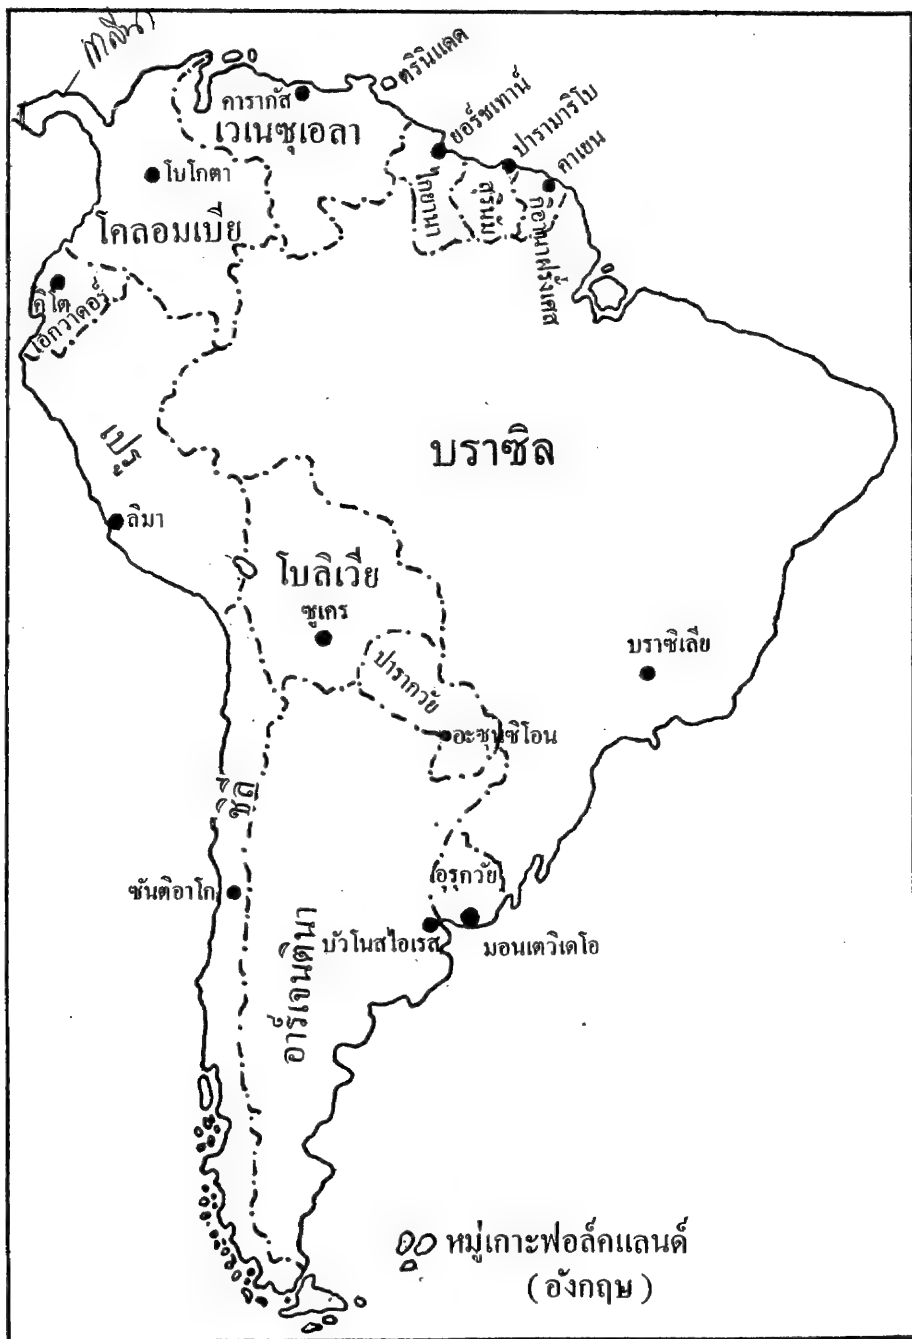 ตรินิแดด
คารากัส
เวเนซุเอลา
ยอร์ชเทาน์
ปารามาริโบ
คาเยน
โบโกตา
ไกยานา
โคลอมเบีย
กิโต
เอกวาดอร์
เปรู
บราซิล
ลิมา
โบลิเวีย
ซูเคร
บราซิเลีย
ปารากวัย
อะซุนซิโอน
ชิลี
ซันติอาโก
อุรุกวัย
บัวโนสไอเรส
มอนเตวิเดโอ
อาร์เจนตินา
หมู่เกาะฟอล์คแลนด์
(อังกฤษ)